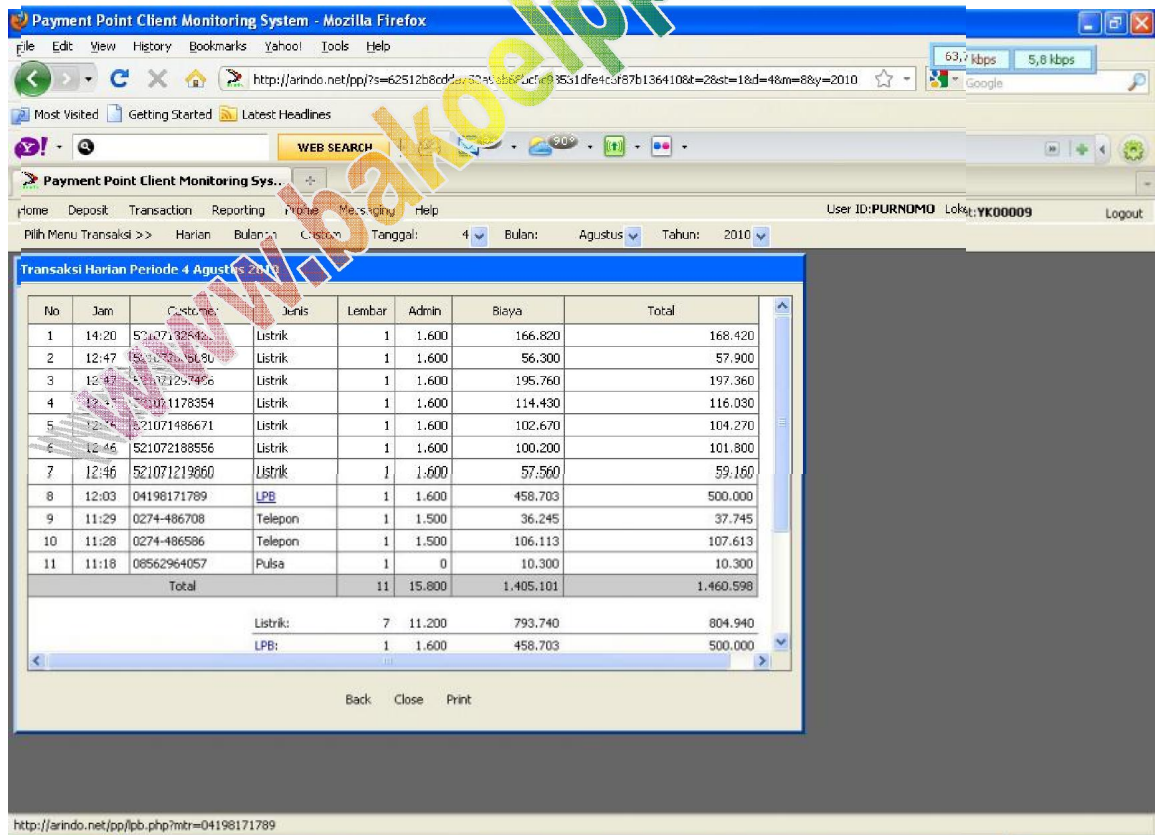 Payment Point Client Monitoring System - Mozilla Firefox
File Edit View History Bookmarks Yahoo! Tools Help
63,7 kbps 5,8 kbps
Google
Most Visited Getting Started Latest Headlines
WEB SEARCH 90°
Payment Point Client Monitoring Sys...
Home Deposit Transaction Reporting Profile Messaging Help User ID:PURNOMO Loket:YK00009 Logout
Pilih Menu Transaksi >> Harian Bulanan Custom Tanggal: 4 Bulan: Agustus Tahun: 2010
Transaksi Harian Periode 4 Agustus 2010
No Jam Customer Jenis Lembar Admin Biaya Total
1 14:20 Listrik 1 1.600 166.820 168.420
2 12:47 Listrik 1 1.600 56.300 57.900
3 12:47 Listrik 1 1.600 195.760 197.360
4 Listrik 1 1.600 114.430 116.030
5 521071486671 Listrik 1 1.600 102.670 104.270
6 12:46 521072188556 Listrik 1 1.600 100.200 101.800
7 12:46 521071219860 Listrik 1 1.600 57.560 59.160
8 12:03 04198171789 LPB 1 1.600 458.703 500.000
9 11:29 0274-486708 Telepon 1 1.500 36.245 37.745
10 11:28 0274-486586 Telepon 1 1.500 106.113 107.613
11 11:18 08562964057 Pulsa 1 0 10.300 10.300
Total 11 15.800 1.405.101 1.460.598
Listrik: 7 11.200 793.740 804.940
LPB: 1 1.600 458.703 500.000
Back Close Print
http://arindo.net/pp/lpb.php?mtr=04198171789
www.bakoelpp